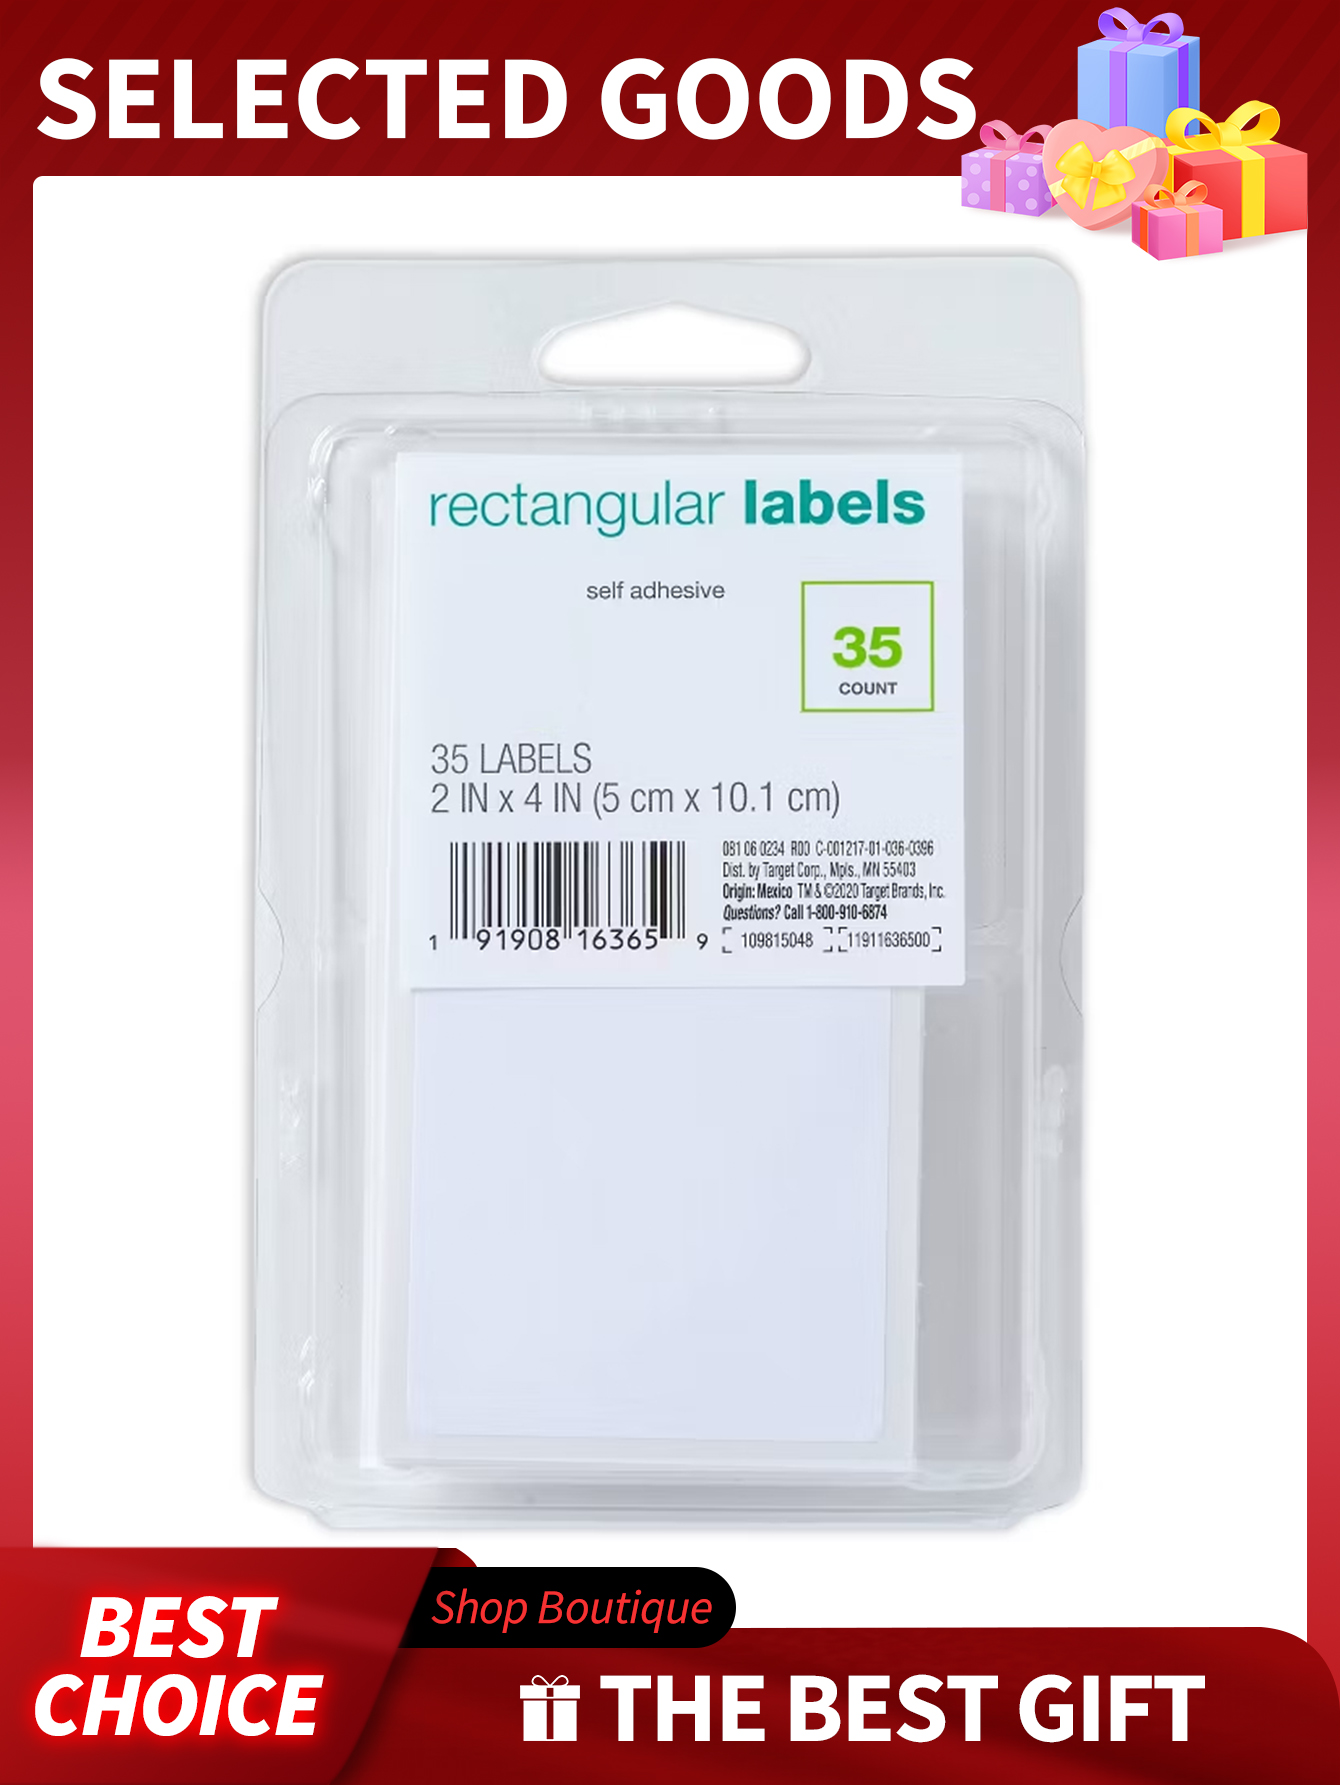 SELECTED GOODS
rectangular labels
self adhesive
35
COUNT
35 LABELS
2 IN x 4 IN (5 cm x 10.1 cm)
081 06 0234 R00 C-001217-01-036-0396
Dist. by Target Corp., Mpls., MN 55403
Origin: Mexico TM & ©2020 Target Brands, Inc.
Questions? Call 1-800-910-6874
1 91908 16365 9
109815048 11911636500
BEST
CHOICE
Shop Boutique
THE BEST GIFT